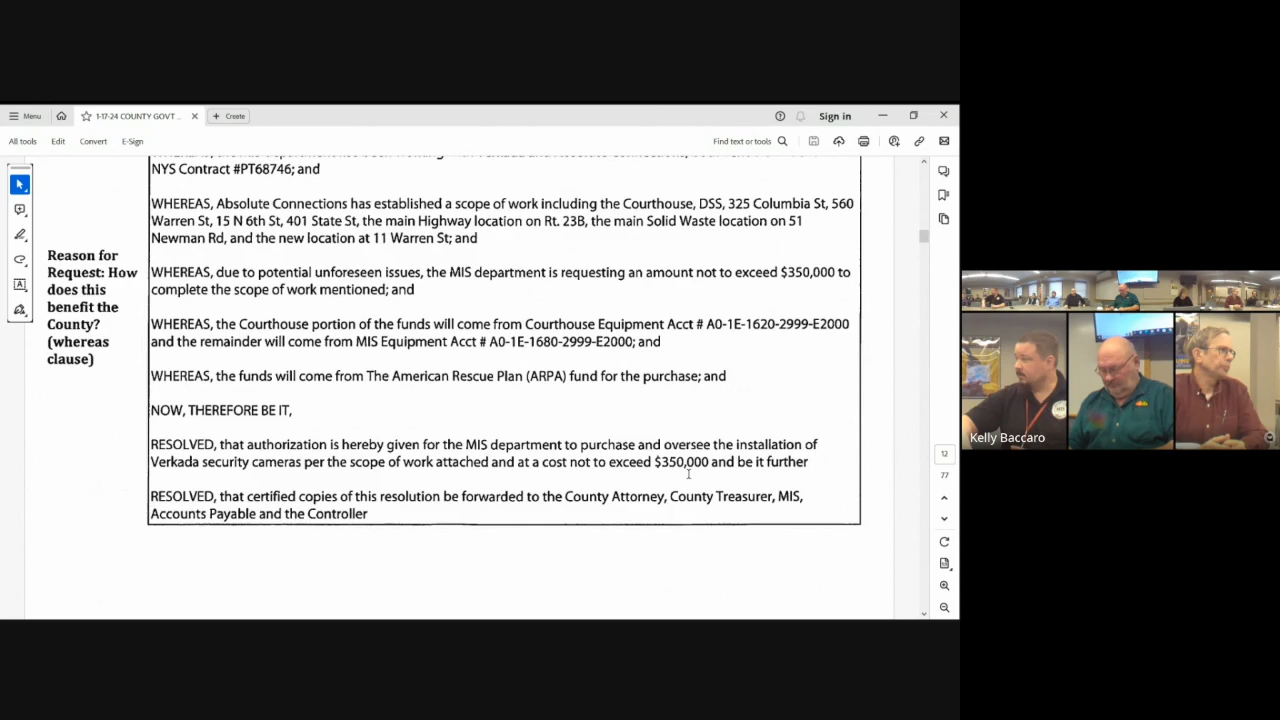 Menu
1-17-24 COUNTY GOVT ...
Create
Sign in
All tools
Edit
Convert
E-Sign
Find text or tools
NYS Contract #PT68746; and
WHEREAS, Absolute Connections has established a scope of work including the Courthouse, DSS, 325 Columbia St, 560
Warren St, 15 N 6th St, 401 State St, the main Highway location on Rt. 23B, the main Solid Waste location on 51
Newman Rd, and the new location at 11 Warren St; and
Reason for
Request: How
does this
benefit the
County?
(whereas
clause)
WHEREAS, due to potential unforeseen issues, the MIS department is requesting an amount not to exceed $350,000 to
complete the scope of work mentioned; and
WHEREAS, the Courthouse portion of the funds will come from Courthouse Equipment Acct # A0-1E-1620-2999-E2000
and the remainder will come from MIS Equipment Acct # A0-1E-1680-2999-E2000; and
WHEREAS, the funds will come from The American Rescue Plan (ARPA) fund for the purchase; and
NOW, THEREFORE BE IT,
RESOLVED, that authorization is hereby given for the MIS department to purchase and oversee the installation of
Verkada security cameras per the scope of work attached and at a cost not to exceed $350,000 and be it further
RESOLVED, that certified copies of this resolution be forwarded to the County Attorney, County Treasurer, MIS,
Accounts Payable and the Controller
12
77
Kelly Baccaro